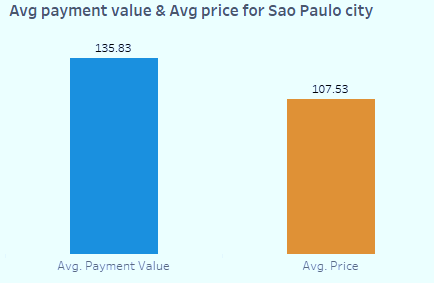 Avg payment value & Avg price for Sao Paulo city
135.83
107.53
Avg. Payment Value
Avg. Price